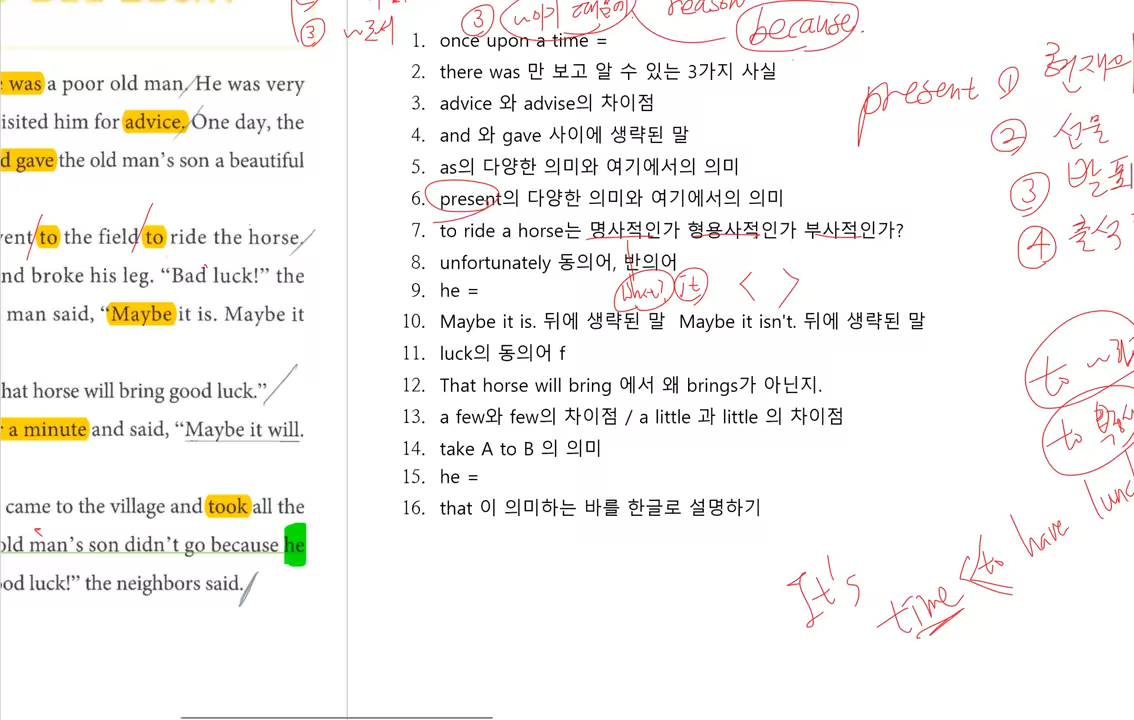 was a poor old man. He was very
isited him for advice. One day, the
d gave the old man's son a beautiful
ent to the field to ride the horse.
nd broke his leg. "Bad luck!" the
man said, "Maybe it is. Maybe it
hat horse will bring good luck."
a minute and said, "Maybe it will.
came to the village and took all the
old man's son didn't go because he
od luck!" the neighbors said.
③ 나로서
③ 나이기 때문에 reason
because.
1. once upon a time =
2. there was 만 보고 알 수 있는 3가지 사실
3. advice 와 advise의 차이점
4. and 와 gave 사이에 생략된 말
5. as의 다양한 의미와 여기에서의 의미
6. present의 다양한 의미와 여기에서의 의미
7. to ride a horse는 명사적인가 형용사적인가 부사적인가?
8. unfortunately 동의어, 반의어
9. he =
what? it < >
10. Maybe it is. 뒤에 생략된 말 Maybe it isn't. 뒤에 생략된 말
11. luck의 동의어 f
12. That horse will bring 에서 왜 brings가 아닌지.
13. a few와 few의 차이점 / a little 과 little 의 차이점
14. take A to B 의 의미
15. he =
16. that 이 의미하는 바를 한글로 설명하기
present ① 현재의
② 선물
③ 발표
④ 출석
to
to
It's time to have lunc